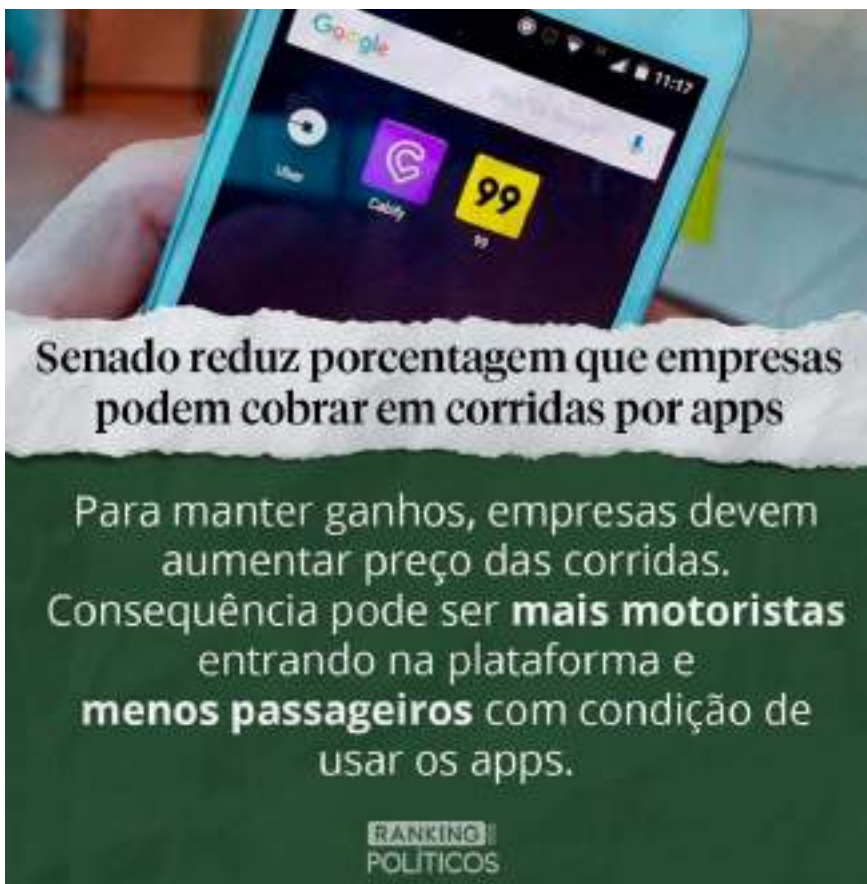 Google
11:17
Uber
Cabify
99
99
Senado reduz porcentagem que empresas
podem cobrar em corridas por apps
Para manter ganhos, empresas devem
aumentar preço das corridas.
Consequência pode ser mais motoristas
entrando na plataforma e
menos passageiros com condição de
usar os apps.
RANKING DOS
POLÍTICOS